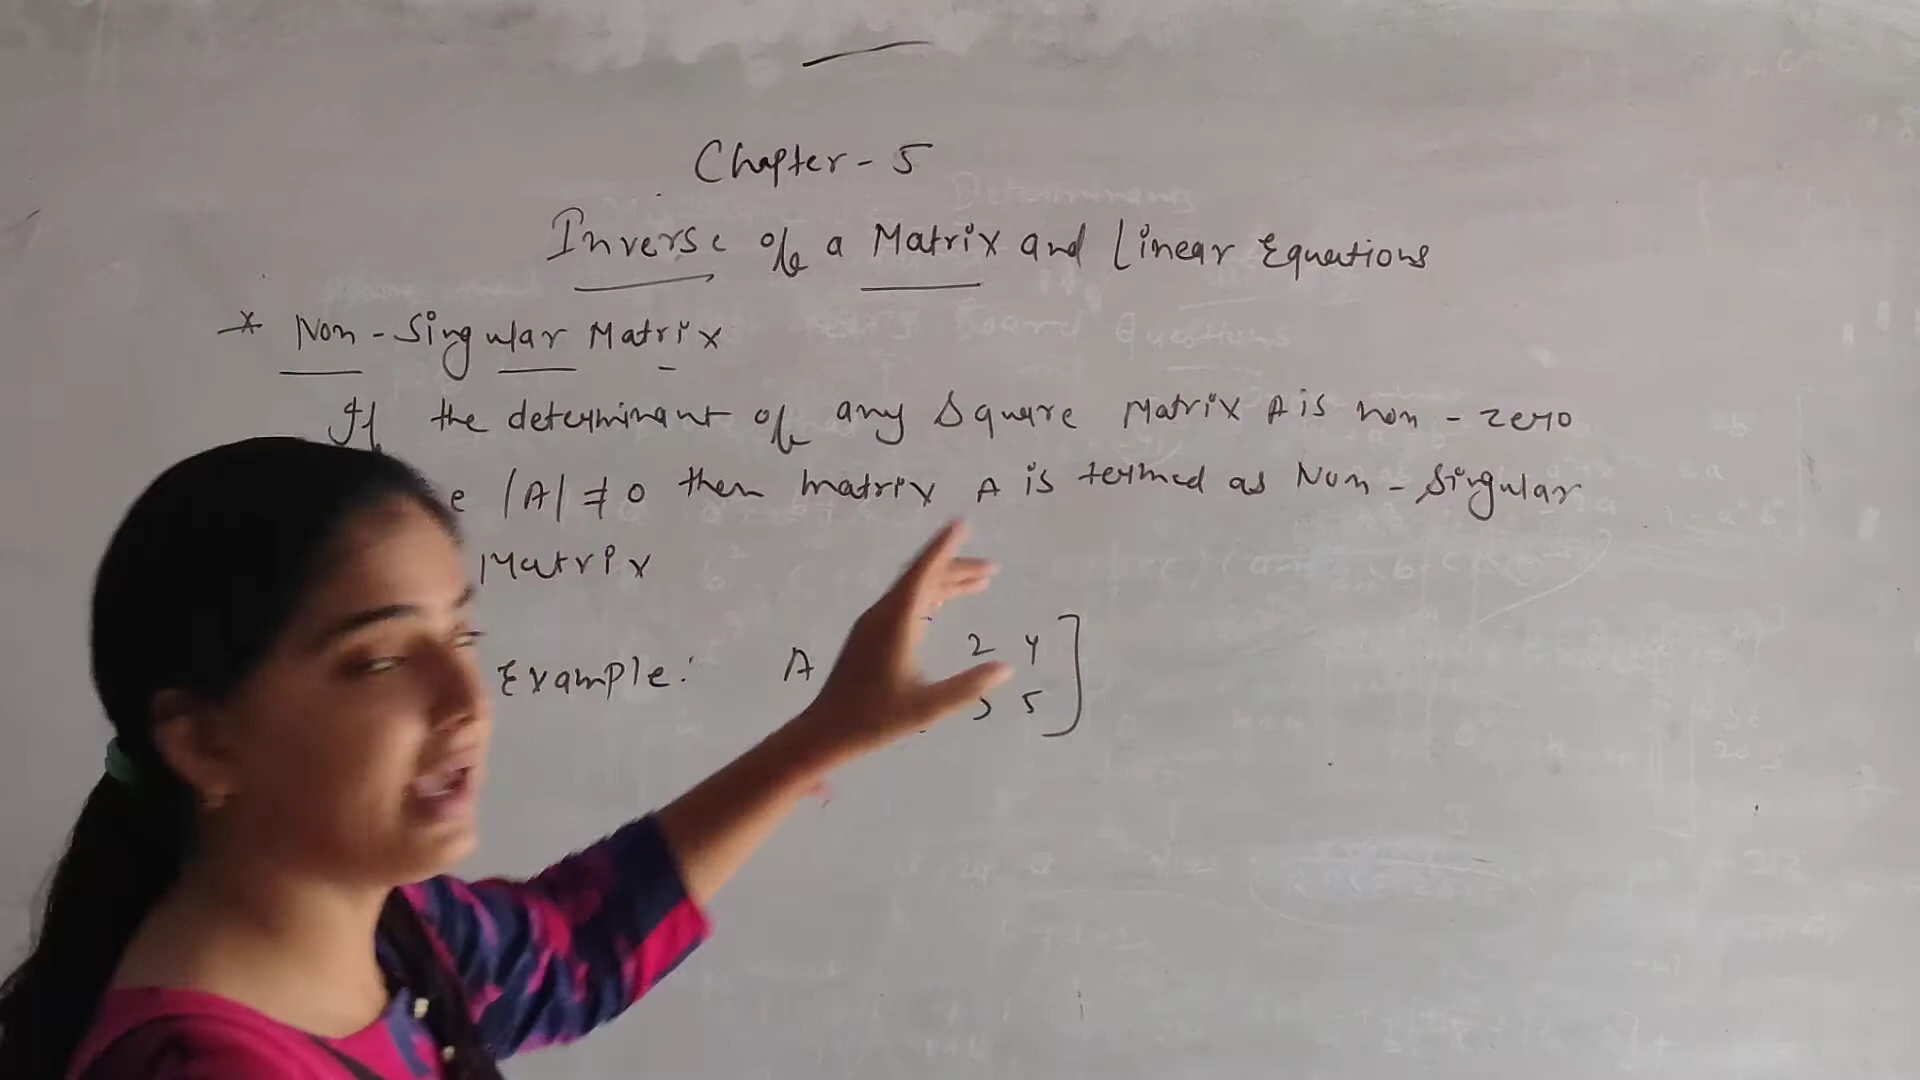 Chapter - 5
Inverse of a Matrix and Linear Equations
* Non - Singular Matrix
If the determinant of any Square Matrix A is non - zero
e |A| ≠ 0 then matrix A is termed as Non - Singular
Matrix
Example: A 2 4
5 ]